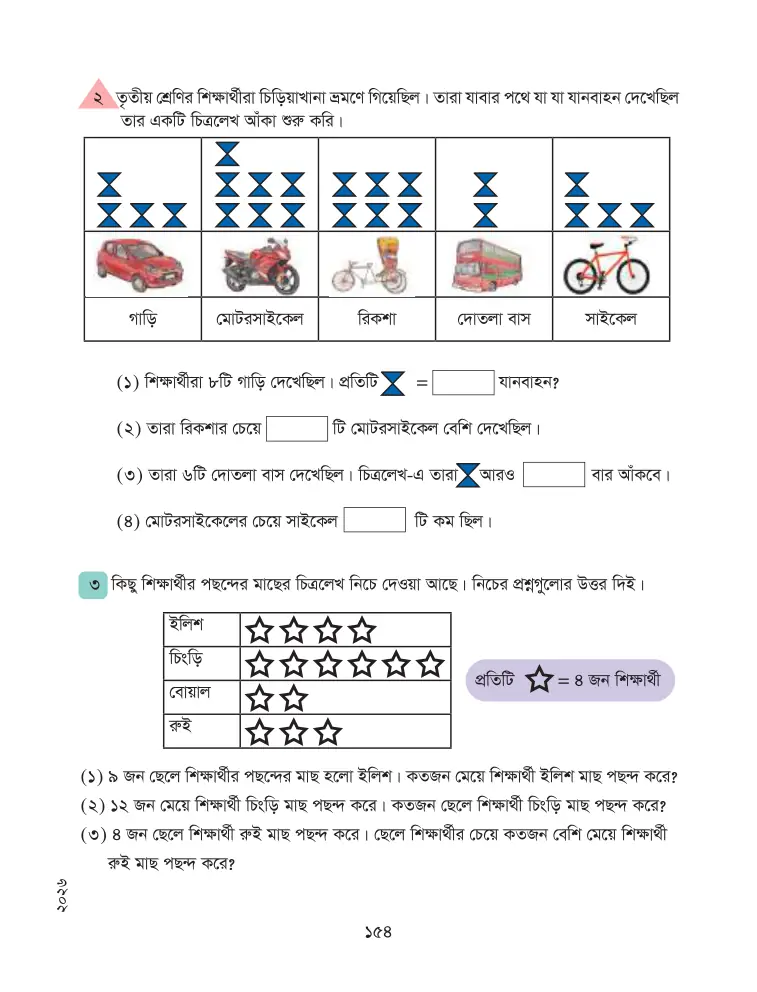 ২ তৃতীয় শ্রেণির শিক্ষার্থীরা চিড়িয়াখানা ভ্রমণে গিয়েছিল। তারা যাবার পথে যা যা যানবাহন দেখেছিল
তার একটি চিত্রলেখ আঁকা শুরু করি।
গাড়ি মোটরসাইকেল রিকশা দোতলা বাস সাইকেল
(১) শিক্ষার্থীরা ৮টি গাড়ি দেখেছিল। প্রতিটি = যানবাহন?
(২) তারা রিকশার চেয়ে টি মোটরসাইকেল বেশি দেখেছিল।
(৩) তারা ৬টি দোতলা বাস দেখেছিল। চিত্রলেখ-এ তারা আরও বার আঁকবে।
(৪) মোটরসাইকেলের চেয়ে সাইকেল টি কম ছিল।
৩ কিছু শিক্ষার্থীর পছন্দের মাছের চিত্রলেখ নিচে দেওয়া আছে। নিচের প্রশ্নগুলোর উত্তর দিই।
ইলিশ
চিংড়ি
বোয়াল
রুই
প্রতিটি = ৪ জন শিক্ষার্থী
(১) ৯ জন ছেলে শিক্ষার্থীর পছন্দের মাছ হলো ইলিশ। কতজন মেয়ে শিক্ষার্থী ইলিশ মাছ পছন্দ করে?
(২) ১২ জন মেয়ে শিক্ষার্থী চিংড়ি মাছ পছন্দ করে। কতজন ছেলে শিক্ষার্থী চিংড়ি মাছ পছন্দ করে?
(৩) ৪ জন ছেলে শিক্ষার্থী রুই মাছ পছন্দ করে। ছেলে শিক্ষার্থীর চেয়ে কতজন বেশি মেয়ে শিক্ষার্থী
রুই মাছ পছন্দ করে?
২০২৬
১৫৪